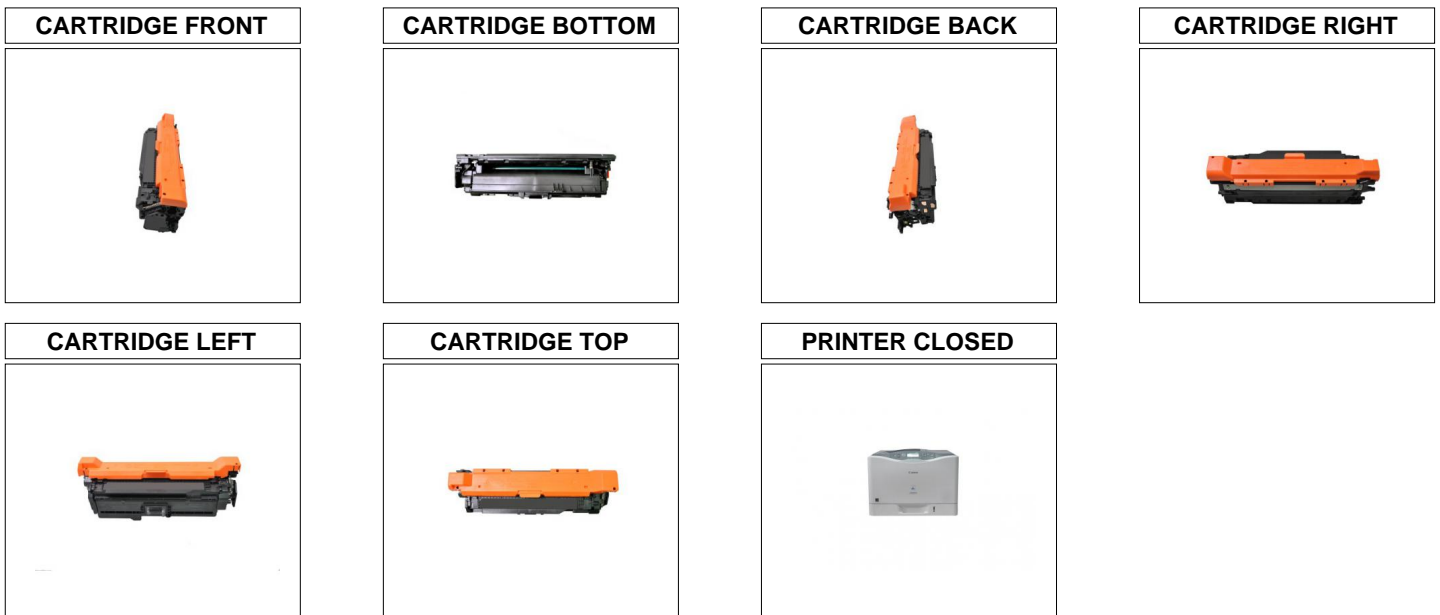 CARTRIDGE FRONT
CARTRIDGE BOTTOM
CARTRIDGE BACK
CARTRIDGE RIGHT
CARTRIDGE LEFT
CARTRIDGE TOP
PRINTER CLOSED